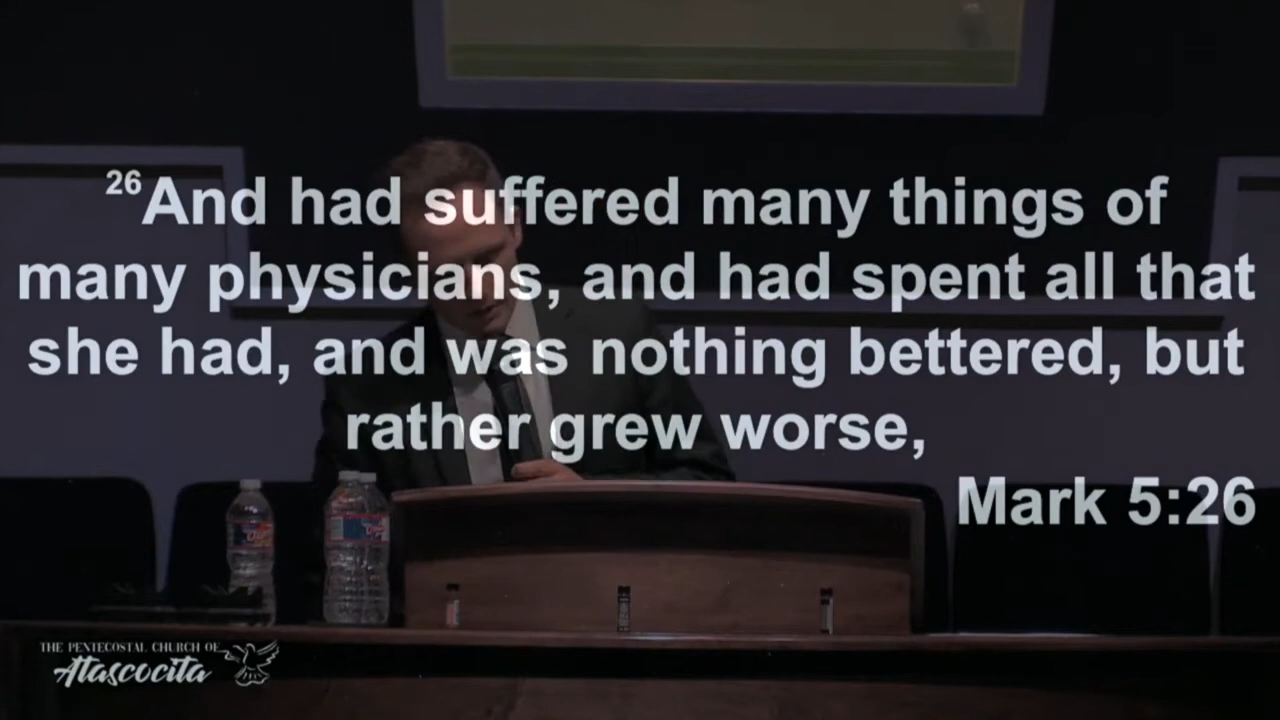 26And had suffered many things of
many physicians, and had spent all that
she had, and was nothing bettered, but
rather grew worse,
Mark 5:26
THE PENTECOSTAL CHURCH OF
Atascocita